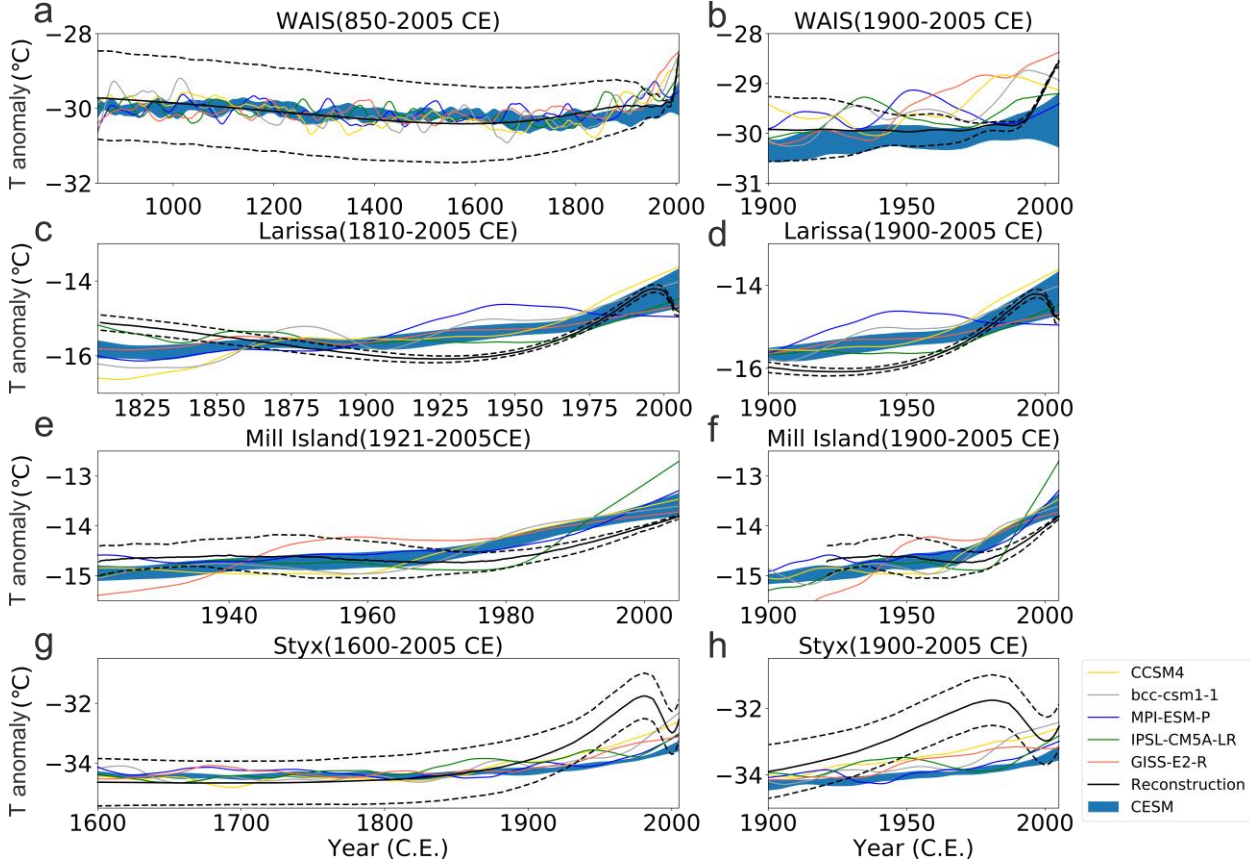 a
WAIS(850-2005 CE)
b
WAIS(1900-2005 CE)
T anomaly (°C)
−28
−30
−32
1000
1200
1400
1600
1800
2000
−28
−29
−30
−31
1900
1950
2000
c
Larissa(1810-2005 CE)
d
Larissa(1900-2005 CE)
T anomaly (°C)
−14
−16
1825
1850
1875
1900
1925
1950
1975
2000
−14
−16
1900
1950
2000
e
Mill Island(1921-2005CE)
f
Mill Island(1900-2005 CE)
T anomaly (°C)
−13
−14
−15
1940
1960
1980
2000
−13
−14
−15
1900
1950
2000
g
Styx(1600-2005 CE)
h
Styx(1900-2005 CE)
T anomaly (°C)
−32
−34
1600
1700
1800
1900
2000
Year (C.E.)
−32
−33
−34
1900
1950
2000
Year (C.E.)
CCSM4
bcc-csm1-1
MPI-ESM-P
IPSL-CM5A-LR
GISS-E2-R
Reconstruction
CESM